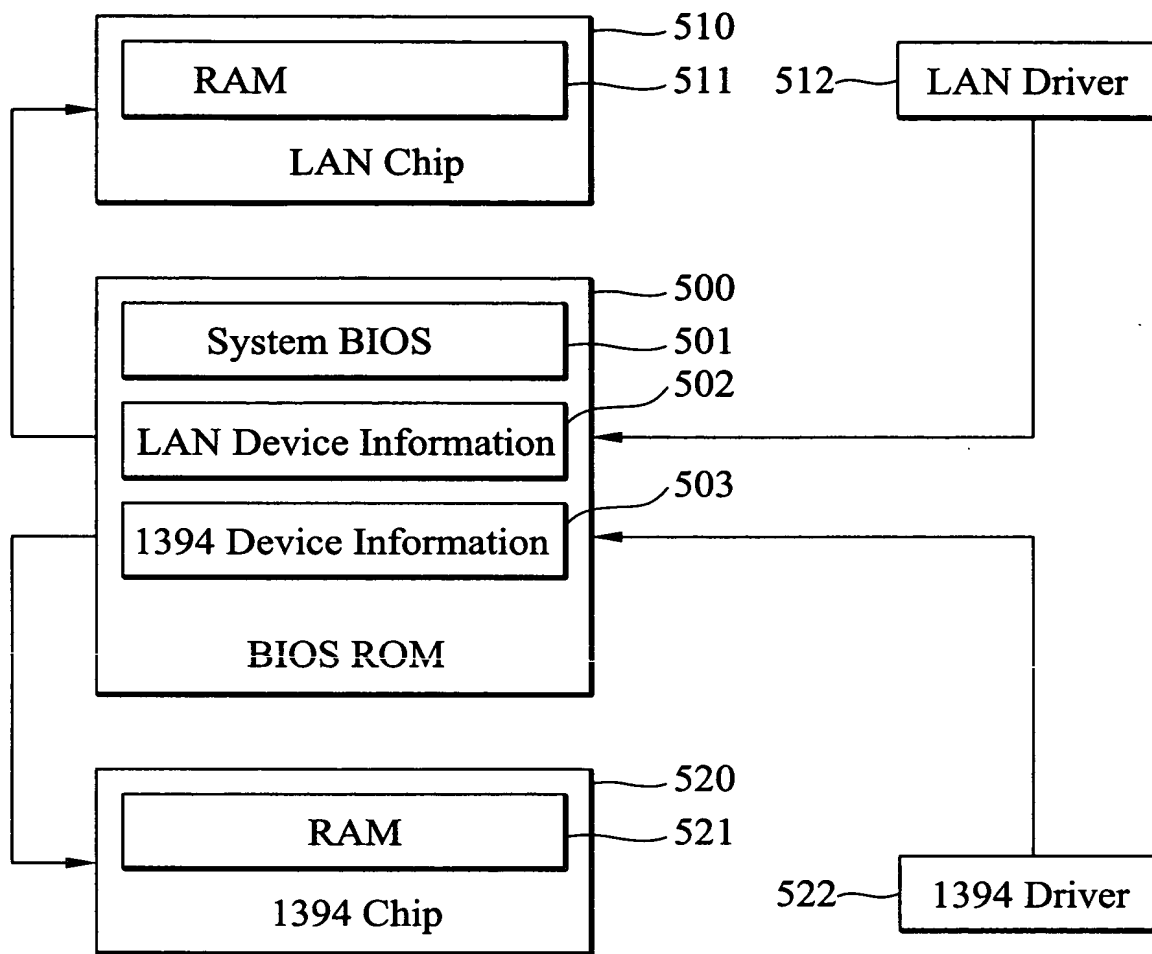 510
RAM
511
512
LAN Driver
LAN Chip
500
System BIOS
501
502
LAN Device Information
503
1394 Device Information
BIOS ROM
520
RAM
521
522
1394 Driver
1394 Chip